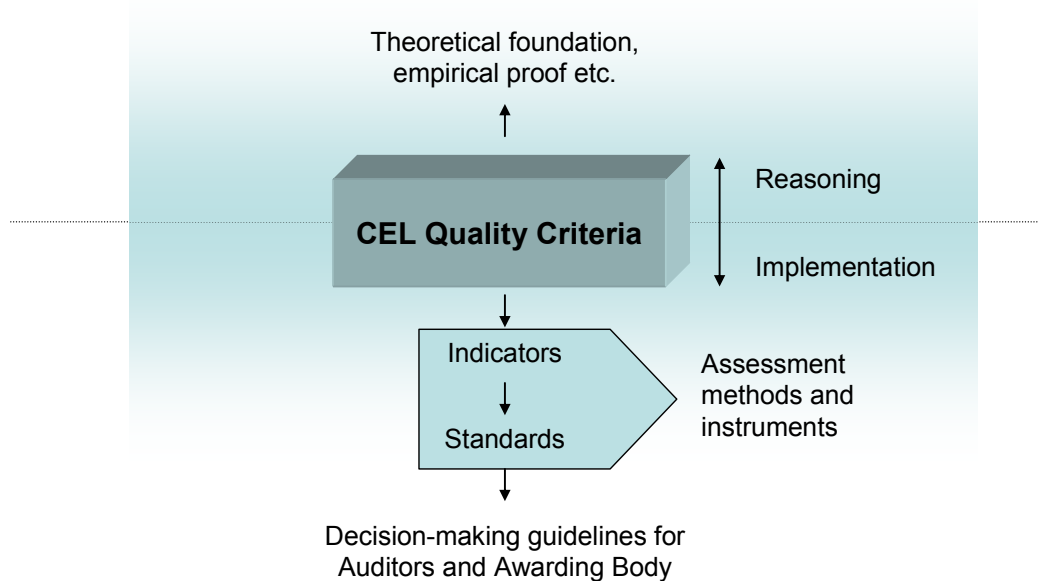 Theoretical foundation,
empirical proof etc.
Reasoning
CEL Quality Criteria
Implementation
Indicators
Standards
Assessment
methods and
instruments
Decision-making guidelines for
Auditors and Awarding Body